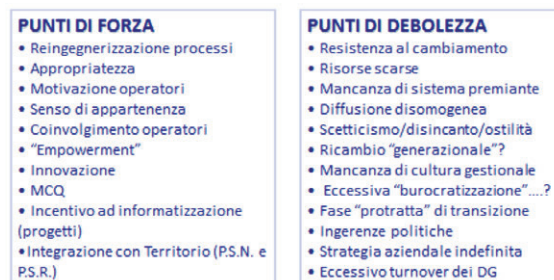 PUNTI DI FORZA
• Reingegnerizzazione processi
• Appropriatezza
• Motivazione operatori
• Senso di appartenenza
• Coinvolgimento operatori
• “Empowerment”
• Innovazione
• MCQ
• Incentivo ad informatizzazione
(progetti)
•Integrazione con Territorio (P.S.N. e
P.S.R.)
PUNTI DI DEBOLEZZA
• Resistenza al cambiamento
• Risorse scarse
• Mancanza di sistema premiante
• Diffusione disomogenea
• Scetticismo/disincanto/ostilità
• Ricambio “generazionale”?
• Mancanza di cultura gestionale
• Eccessiva “burocratizzazione”....?
• Fase “protratta” di transizione
• Ingerenze politiche
• Strategia aziendale indefinita
• Eccessivo turnover dei DG